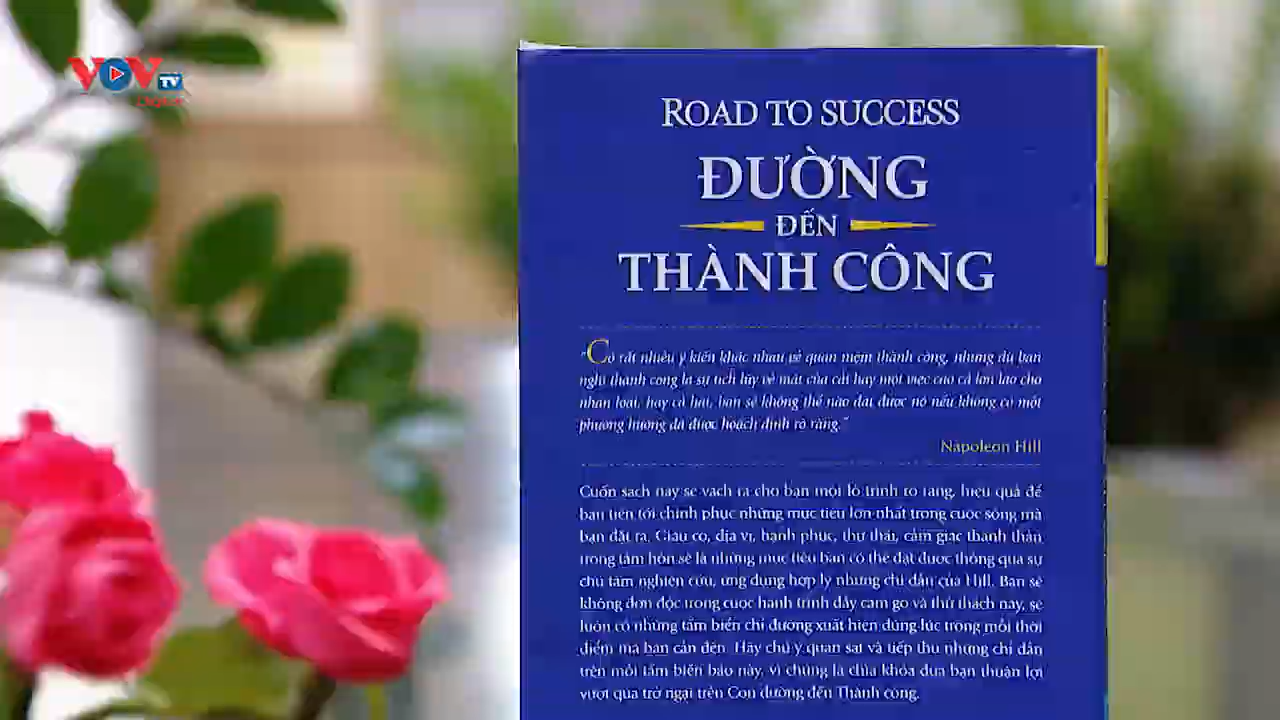 VOV TV
Digital
ROAD TO SUCCESS
ĐƯỜNG
ĐẾN
THÀNH CÔNG
"Có rất nhiều ý kiến khác nhau về quan niệm thành công, nhưng dù bạn
nghĩ thành công là sự tích lũy về mặt của cải hay một việc cao cả lớn lao cho
nhân loại, hay cả hai, bạn sẽ không thể nào đạt được nó nếu không có một
phương hướng đã được hoạch định rõ ràng."
Napoleon Hill
Cuốn sách này sẽ vạch ra cho bạn một lộ trình rõ ràng, hiệu quả để
bạn tiến tới chinh phục những mục tiêu lớn nhất trong cuộc sống mà
bạn đặt ra. Giàu có, địa vị, hạnh phúc, thư thái, cảm giác thanh thản
trong tâm hồn sẽ là những mục tiêu bạn có thể đạt được thông qua sự
chú tâm nghiên cứu, ứng dụng hợp lý những chỉ dẫn của Hill. Bạn sẽ
không đơn độc trong cuộc hành trình đầy cam go và thử thách này, sẽ
luôn có những tấm biển chỉ đường xuất hiện đúng lúc trong mỗi thời
điểm mà bạn cần đến. Hãy chú ý quan sát và tiếp thu những chỉ dẫn
trên mỗi tấm biển báo này, vì chúng là chìa khóa đưa bạn thuận lợi
vượt qua trở ngại trên Con đường đến Thành công.